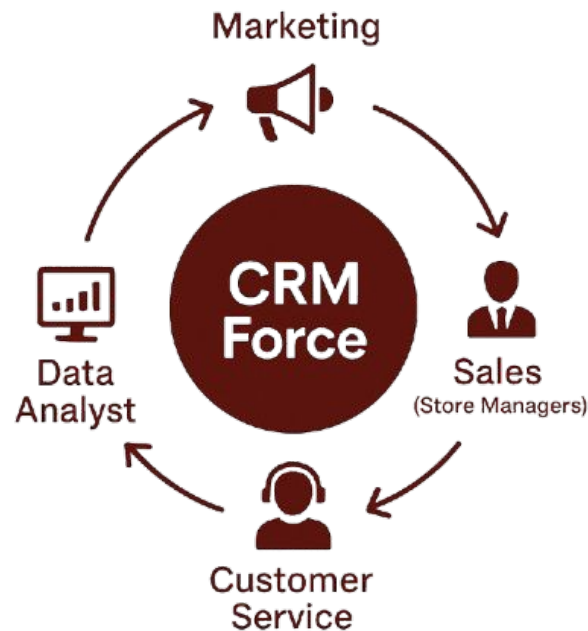 Marketing
CRM
Force
Sales
(Store Managers)
Data
Analyst
Customer
Service